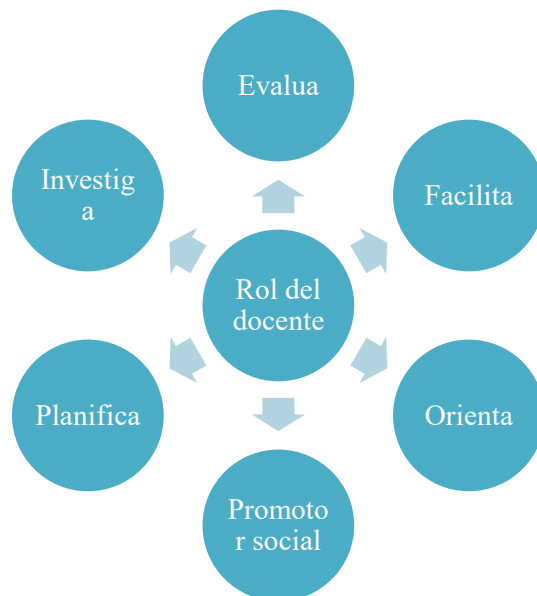 Evalua
Investig
a
Facilita
Rol del
docente
Planifica
Orienta
Promoto
r social